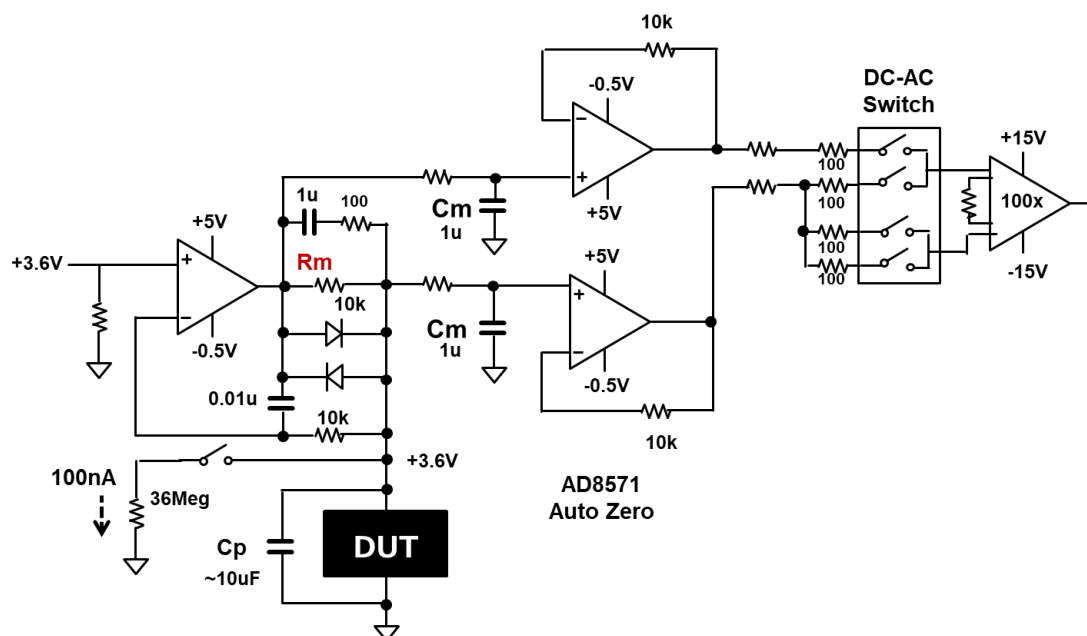 10k
-0.5V
+5V
DC-AC
Switch
+15V
100
100
100
100
100x
-15V
1u
100
Cm
1u
+5V
+3.6V
Rm
10k
-0.5V
Cm
1u
+5V
-0.5V
10k
0.01u
10k
+3.6V
100nA
36Meg
AD8571
Auto Zero
Cp
~10uF
DUT